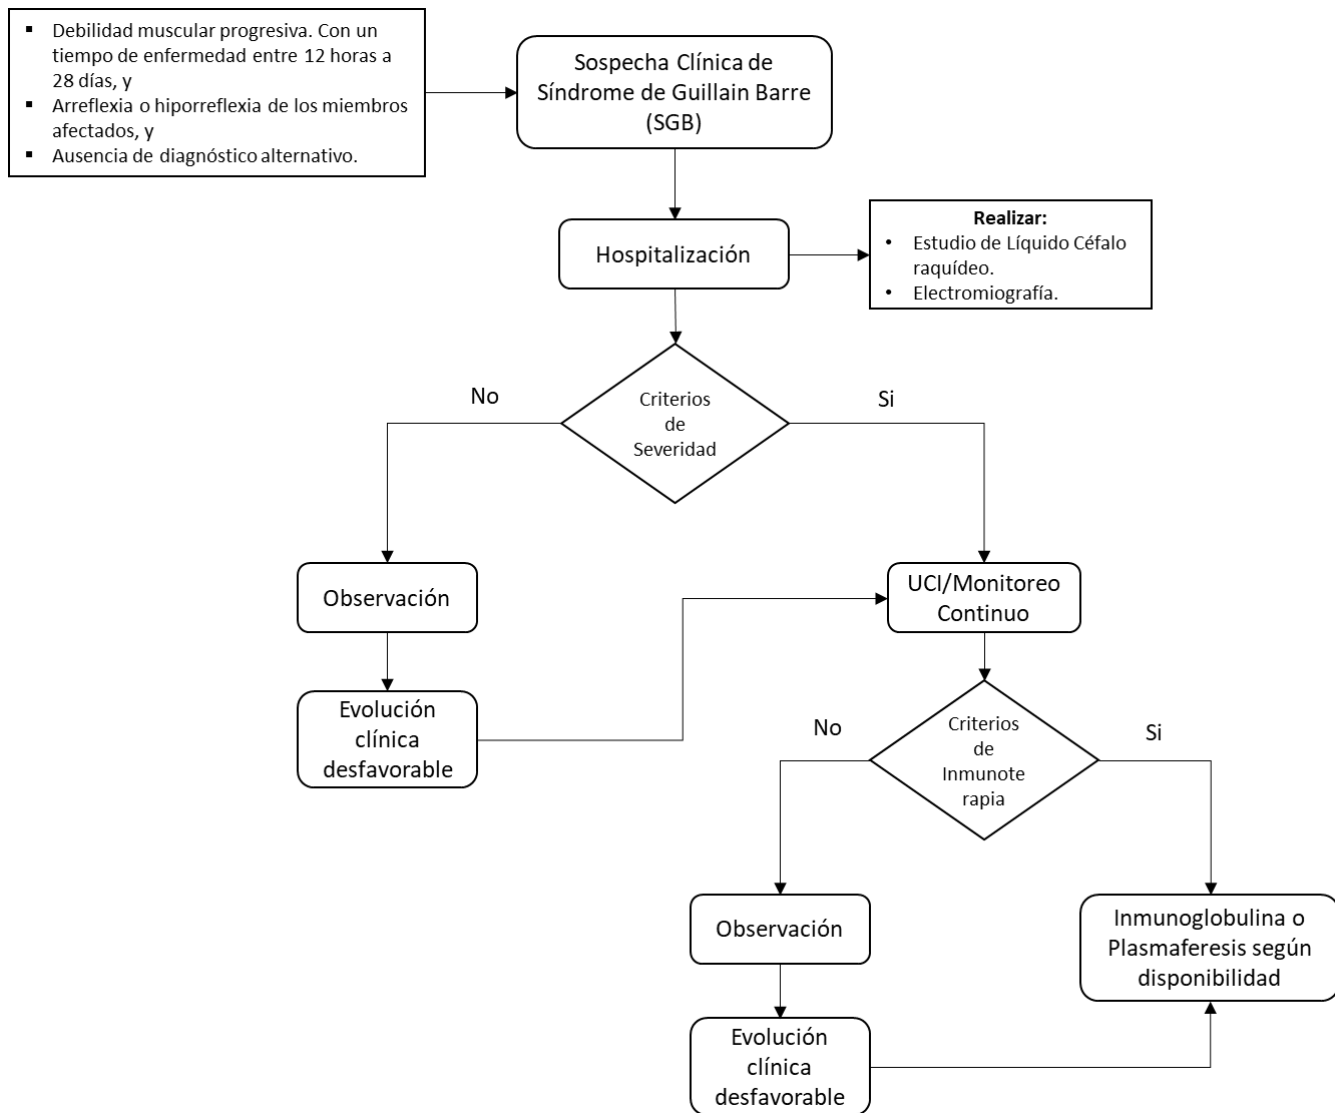 ▪ Debilidad muscular progresiva. Con un
tiempo de enfermedad entre 12 horas a
28 días, y
▪ Arreflexia o hiporreflexia de los miembros
afectados, y
▪ Ausencia de diagnóstico alternativo.
Sospecha Clínica de
Síndrome de Guillain Barre
(SGB)
Hospitalización
Realizar:
• Estudio de Líquido Céfalo
raquídeo.
• Electromiografía.
Criterios
de
Severidad
No
Si
Observación
UCI/Monitoreo
Continuo
Evolución
clínica
desfavorable
Criterios
de
Inmunote
rapia
No
Si
Observación
Inmunoglobulina o
Plasmaferesis según
disponibilidad
Evolución
clínica
desfavorable